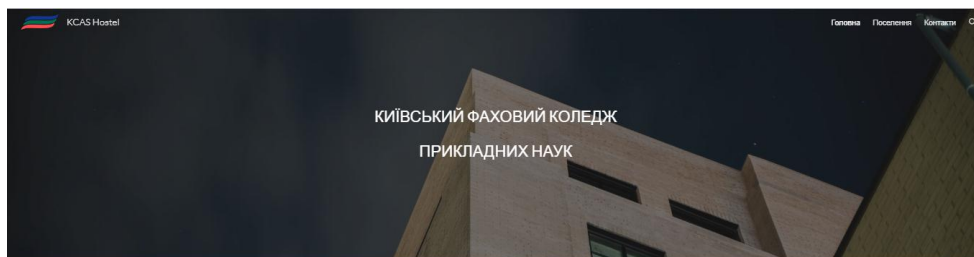 KCAS Hostel
Головна Поселення Контакти
КИЇВСЬКИЙ ФАХОВИЙ КОЛЕДЖ
ПРИКЛАДНИХ НАУК